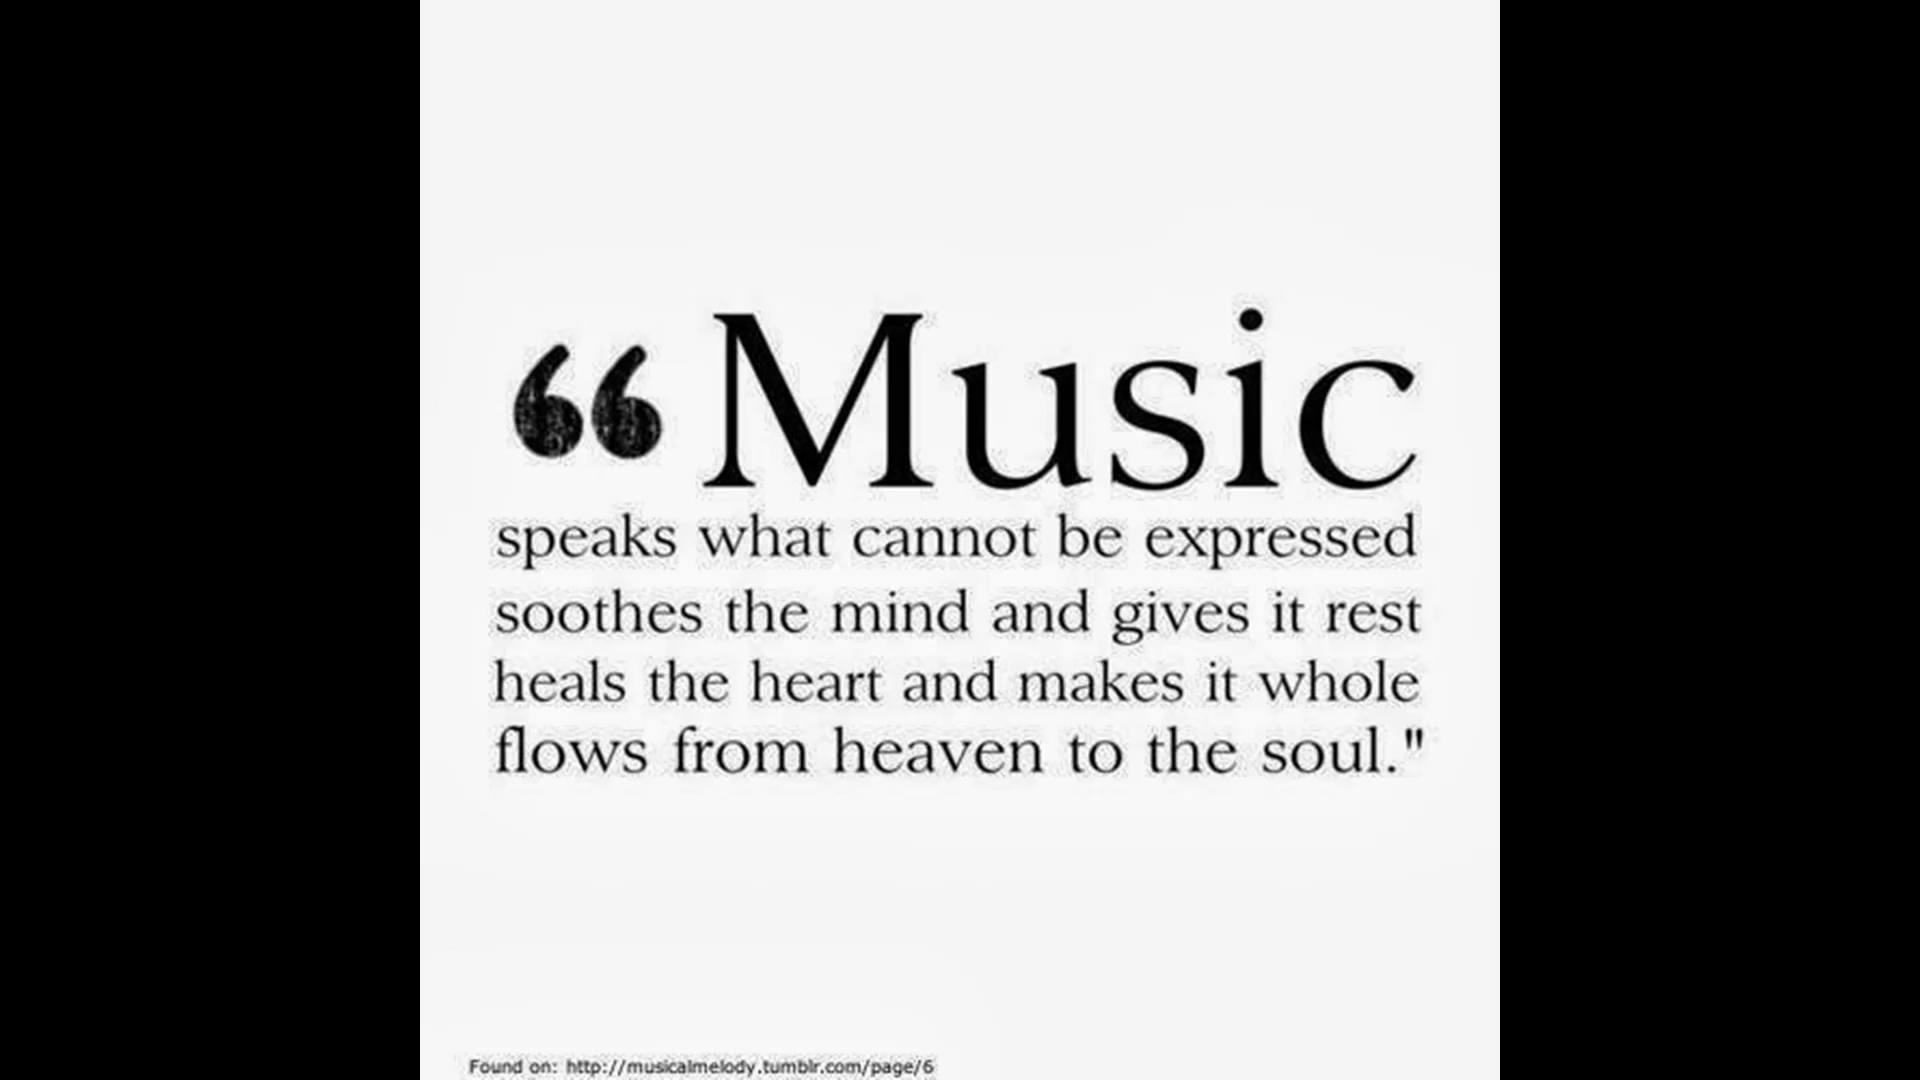 “Music
speaks what cannot be expressed
soothes the mind and gives it rest
heals the heart and makes it whole
flows from heaven to the soul."
Found on: http://musicalmelody.tumblr.com/page/6